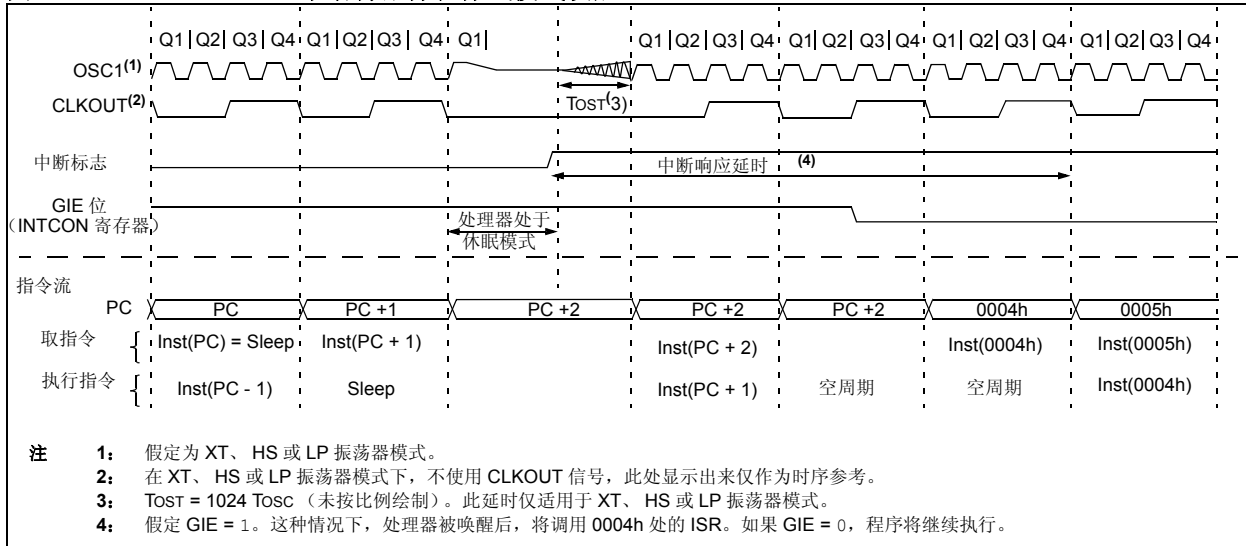 Q1 Q2 Q3 Q4 Q1 Q2 Q3 Q4 Q1 Q1 Q2 Q3 Q4 Q1 Q2 Q3 Q4 Q1 Q2 Q3 Q4 Q1 Q2 Q3 Q4
OSC1(1)
CLKOUT(2)
TOST(3)
中断标志
中断响应延时 (4)
GIE 位
（INTCON 寄存器）
处理器处于
休眠模式
指令流
PC PC PC +1 PC +2 PC +2 PC +2 0004h 0005h
取指令 Inst(PC) = Sleep Inst(PC + 1) Inst(PC + 2) Inst(0004h) Inst(0005h)
执行指令 Inst(PC - 1) Sleep Inst(PC + 1) 空周期 空周期 Inst(0004h)
注 1： 假定为 XT、 HS 或 LP 振荡器模式。
2： 在 XT、 HS 或 LP 振荡器模式下，不使用 CLKOUT 信号，此处显示出来仅作为时序参考。
3： TOST = 1024 TOSC （未按比例绘制）。此延时仅适用于 XT、 HS 或 LP 振荡器模式。
4： 假定 GIE = 1。这种情况下，处理器被唤醒后，将调用 0004h 处的 ISR。如果 GIE = 0，程序将继续执行。